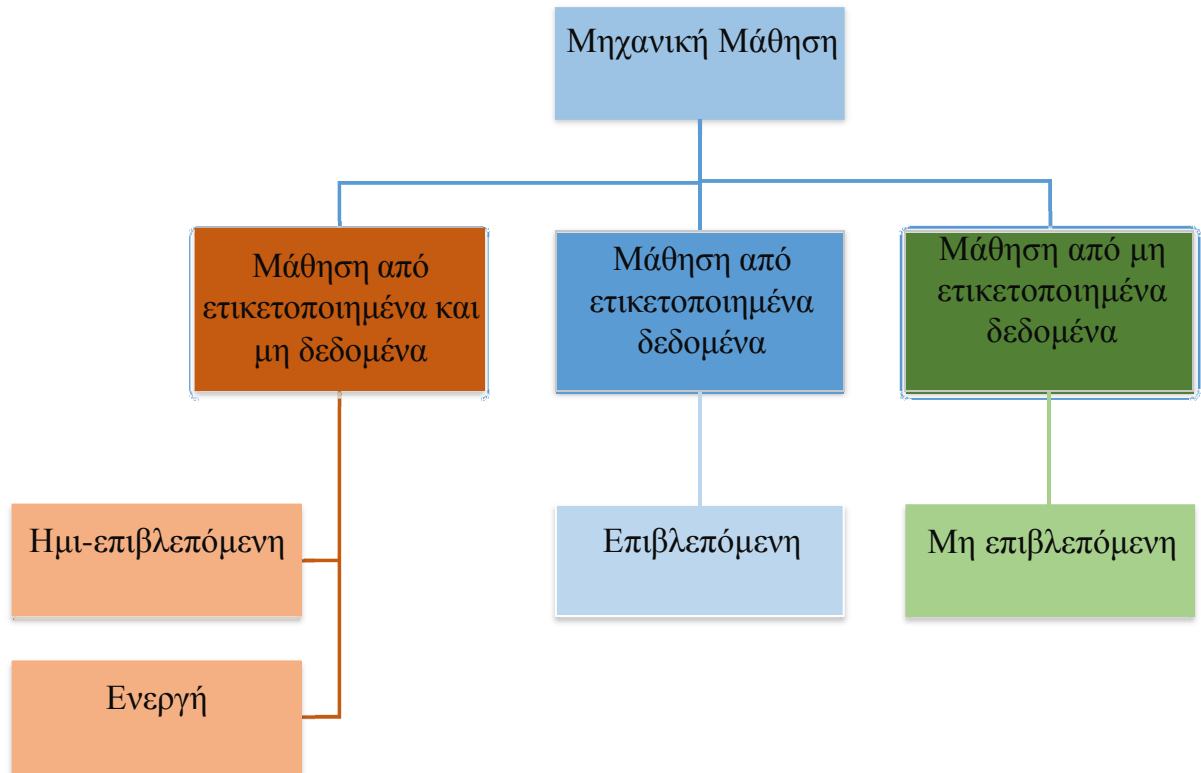 Μηχανική Μάθηση
Μάθηση από
ετικετοποιημένα και
μη δεδομένα
Μάθηση από
ετικετοποιημένα
δεδομένα
Μάθηση από μη
ετικετοποιημένα
δεδομένα
Ημι-επιβλεπόμενη
Επιβλεπόμενη
Μη επιβλεπόμενη
Ενεργή